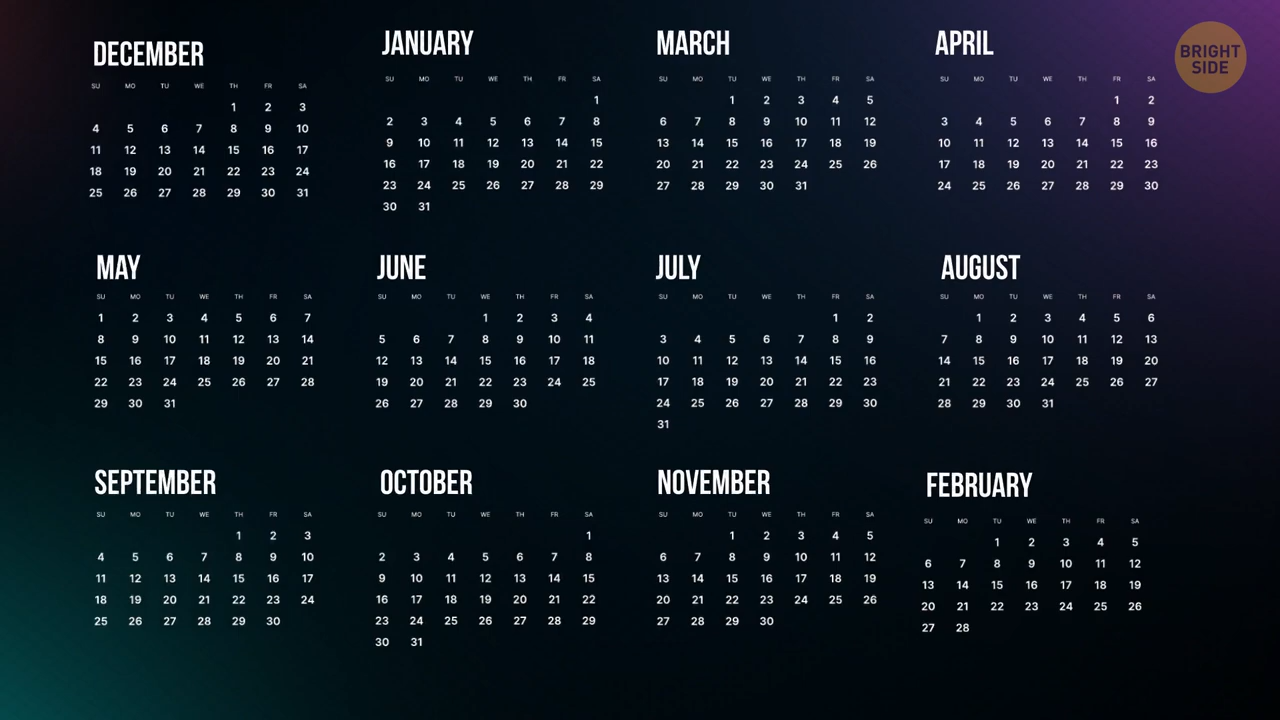 DECEMBER
SU MO TU WE TH FR SA
1 2 3
4 5 6 7 8 9 10
11 12 13 14 15 16 17
18 19 20 21 22 23 24
25 26 27 28 29 30 31
JANUARY
SU MO TU WE TH FR SA
1
2 3 4 5 6 7 8
9 10 11 12 13 14 15
16 17 18 19 20 21 22
23 24 25 26 27 28 29
30 31
MARCH
SU MO TU WE TH FR SA
1 2 3 4 5
6 7 8 9 10 11 12
13 14 15 16 17 18 19
20 21 22 23 24 25 26
27 28 29 30 31
APRIL
SU MO TU WE TH FR SA
1 2
3 4 5 6 7 8 9
10 11 12 13 14 15 16
17 18 19 20 21 22 23
24 25 26 27 28 29 30
BRIGHT
SIDE
MAY
SU MO TU WE TH FR SA
1 2 3 4 5 6 7
8 9 10 11 12 13 14
15 16 17 18 19 20 21
22 23 24 25 26 27 28
29 30 31
JUNE
SU MO TU WE TH FR SA
1 2 3 4
5 6 7 8 9 10 11
12 13 14 15 16 17 18
19 20 21 22 23 24 25
26 27 28 29 30
JULY
SU MO TU WE TH FR SA
1 2
3 4 5 6 7 8 9
10 11 12 13 14 15 16
17 18 19 20 21 22 23
24 25 26 27 28 29 30
31
AUGUST
SU MO TU WE TH FR SA
1 2 3 4 5 6
7 8 9 10 11 12 13
14 15 16 17 18 19 20
21 22 23 24 25 26 27
28 29 30 31
SEPTEMBER
SU MO TU WE TH FR SA
1 2 3
4 5 6 7 8 9 10
11 12 13 14 15 16 17
18 19 20 21 22 23 24
25 26 27 28 29 30
OCTOBER
SU MO TU WE TH FR SA
1
2 3 4 5 6 7 8
9 10 11 12 13 14 15
16 17 18 19 20 21 22
23 24 25 26 27 28 29
30 31
NOVEMBER
SU MO TU WE TH FR SA
1 2 3 4 5
6 7 8 9 10 11 12
13 14 15 16 17 18 19
20 21 22 23 24 25 26
27 28 29 30
FEBRUARY
SU MO TU WE TH FR SA
1 2 3 4 5
6 7 8 9 10 11 12
13 14 15 16 17 18 19
20 21 22 23 24 25 26
27 28